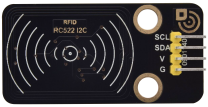 RFID
RC522 I2C
SCL
SDA
V
G